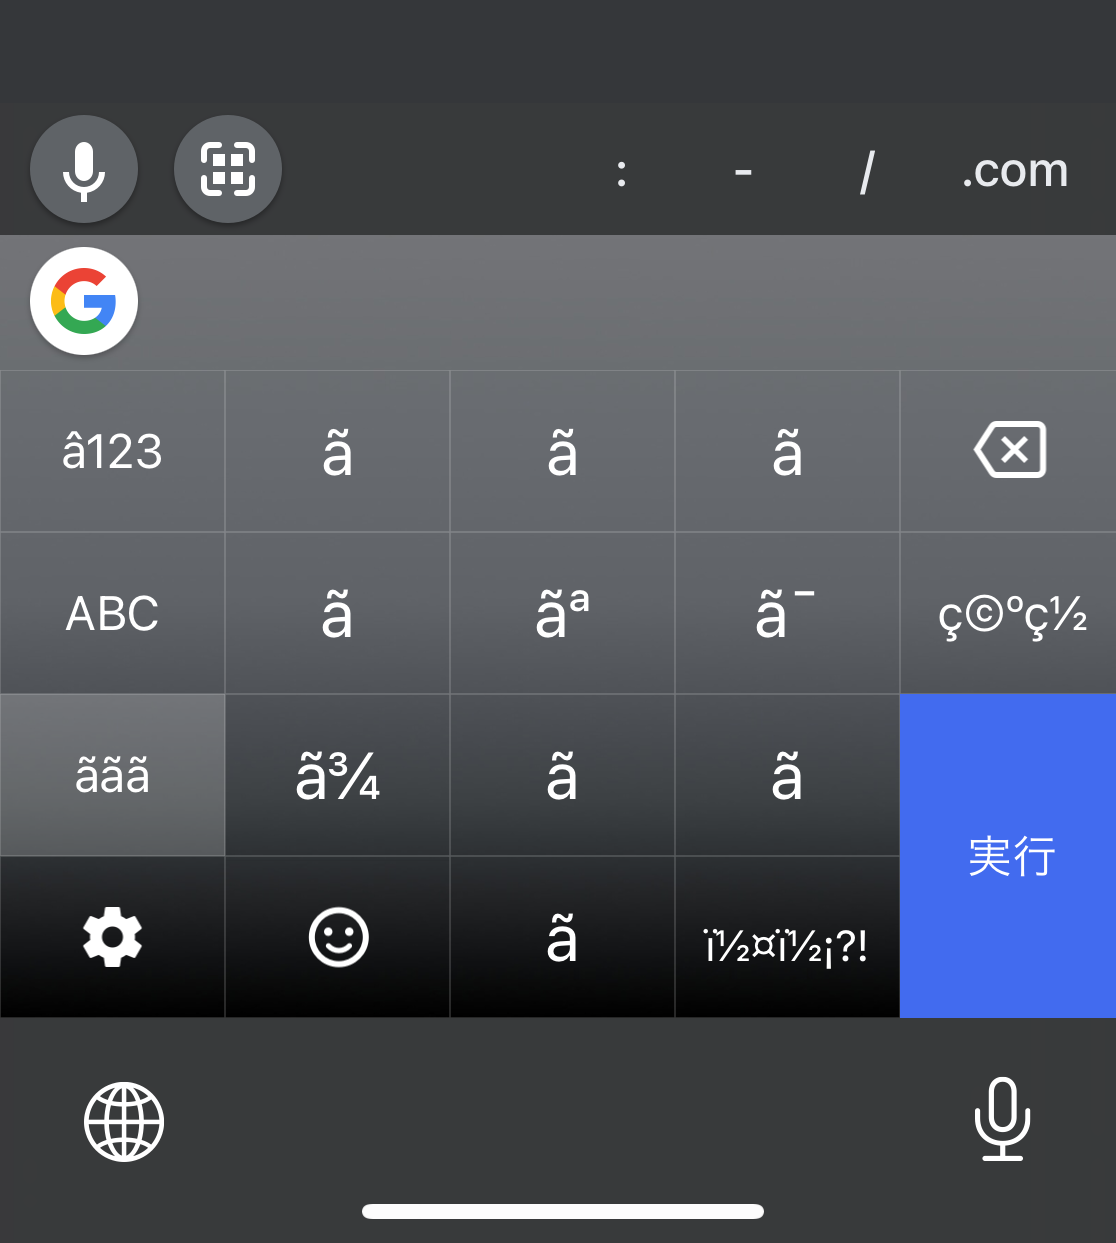 : - / .com
â123 ã ã ã
ABC ã ãª ã¯ ç©ºç½
ããã ã¾ ã ã
実行
ã ï½¤ï½¡?!